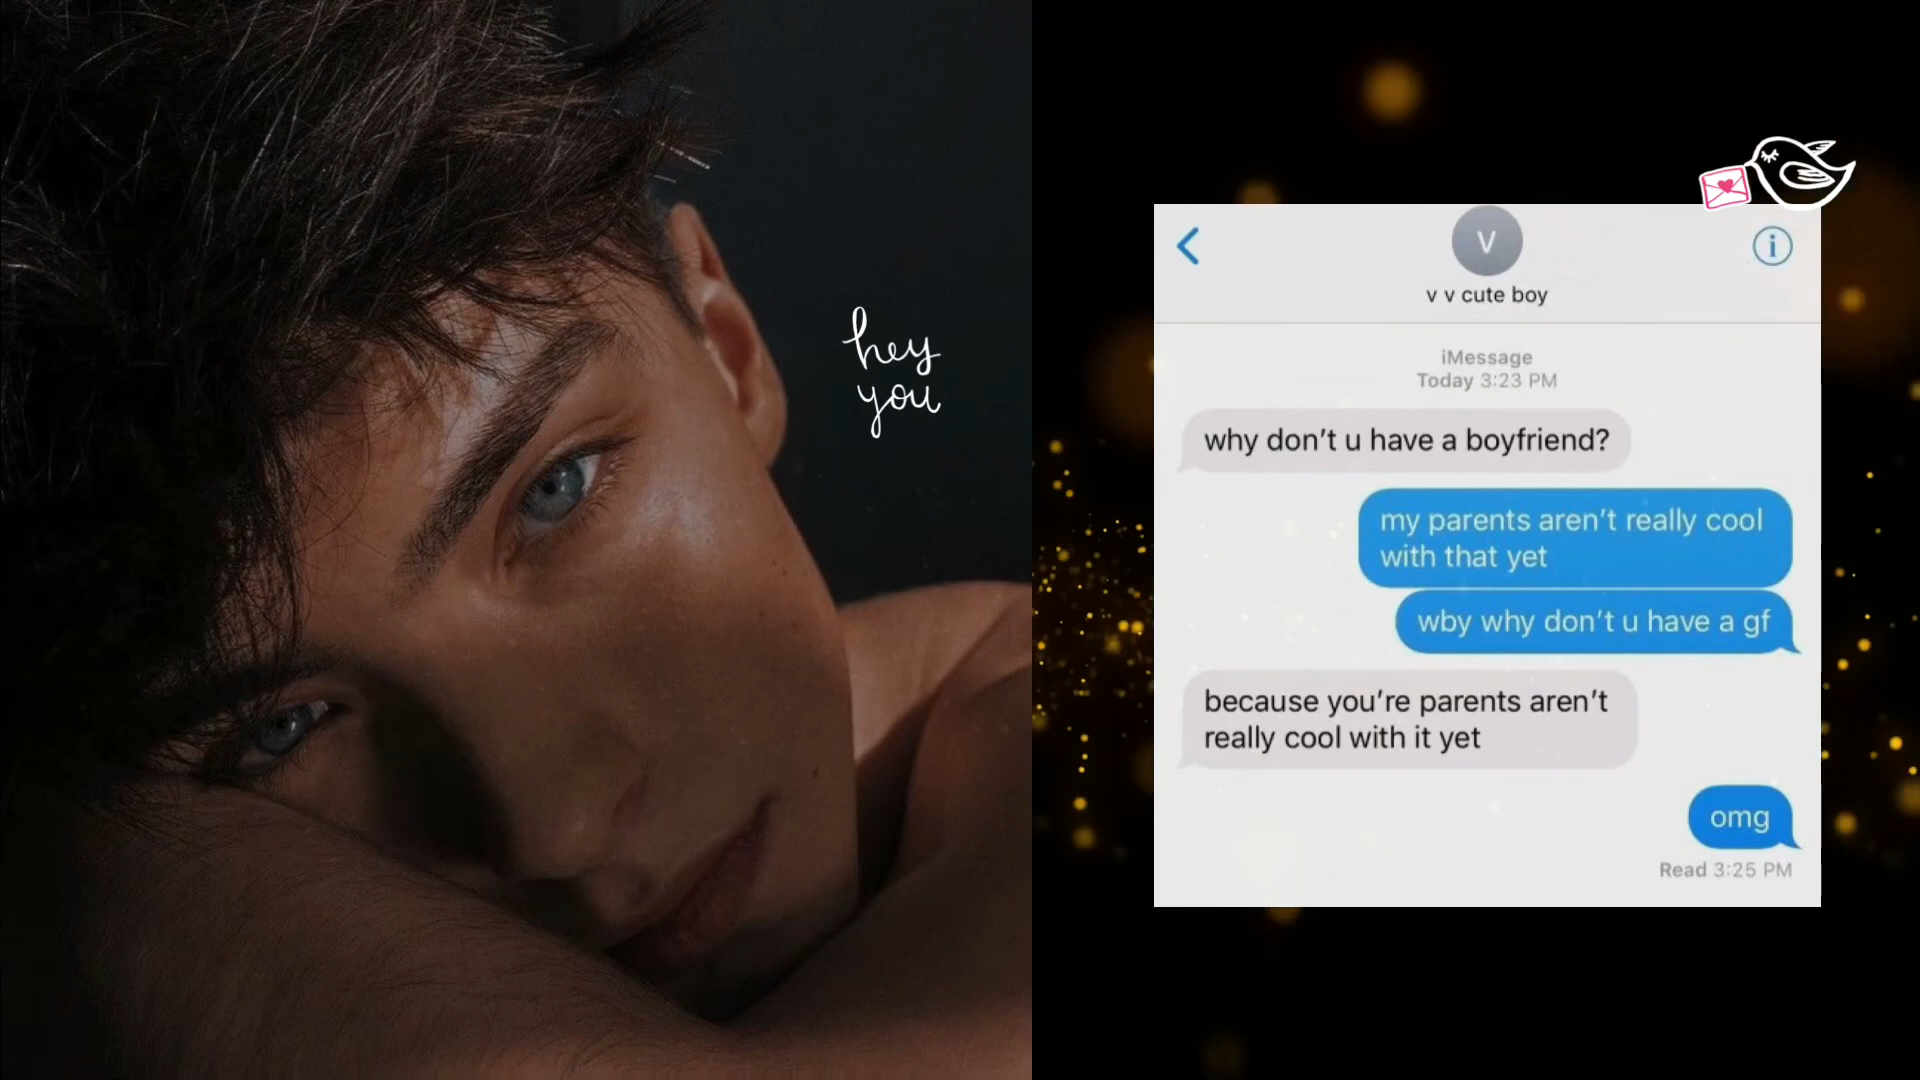 hey
you
V
v v cute boy
iMessage
Today 3:23 PM
why don't u have a boyfriend?
my parents aren't really cool
with that yet
wby why don't u have a gf
because you're parents aren't
really cool with it yet
omg
Read 3:25 PM